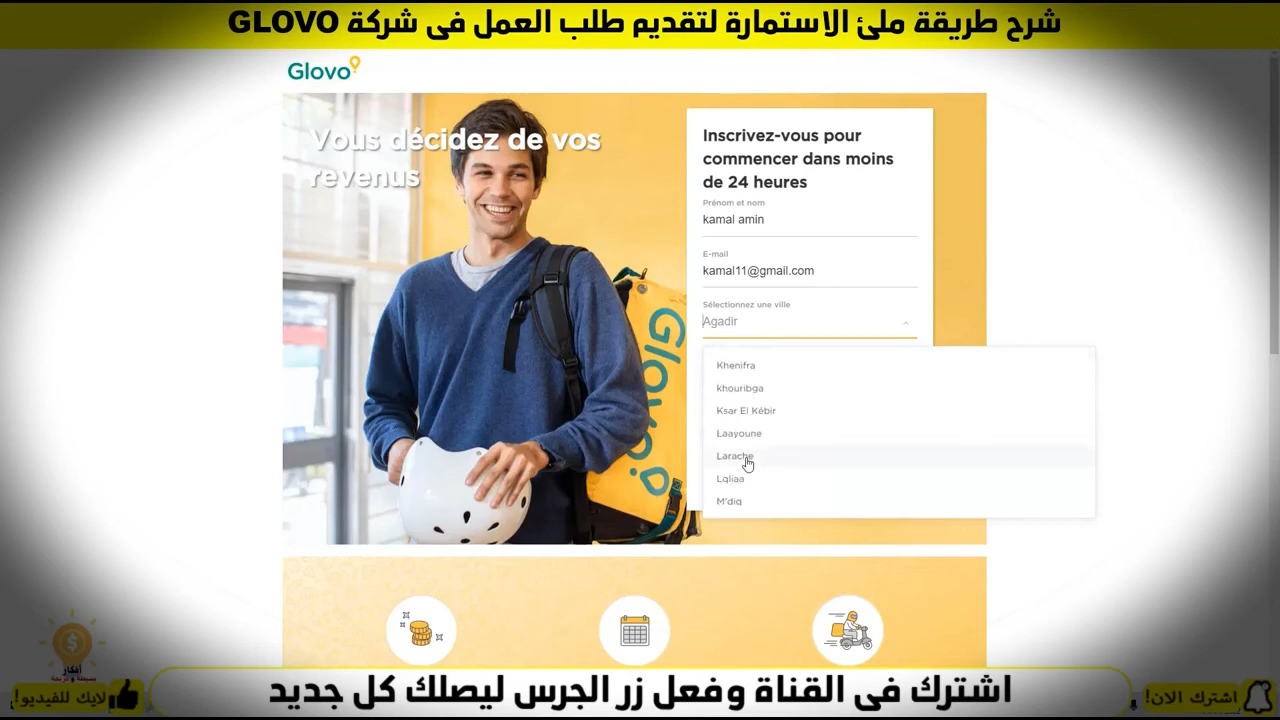 شرح طريقة ملئ الاستمارة لتقديم طلب العمل فى شركة GLOVO
Glovo
Vous décidez de vos
revenus
Inscrivez-vous pour
commencer dans moins
de 24 heures
Prénom et nom
kamal amin
E-mail
kamal11@gmail.com
Sélectionnez une ville
Agadir
Glovo
Khenifra
khouribga
Ksar El Kébir
Laayoune
Larache
Lqliaa
M'diq
أفكار
لايك للفيديو!
اشترك فى القناة وفعل زر الجرس ليصلك كل جديد
اشترك الان!